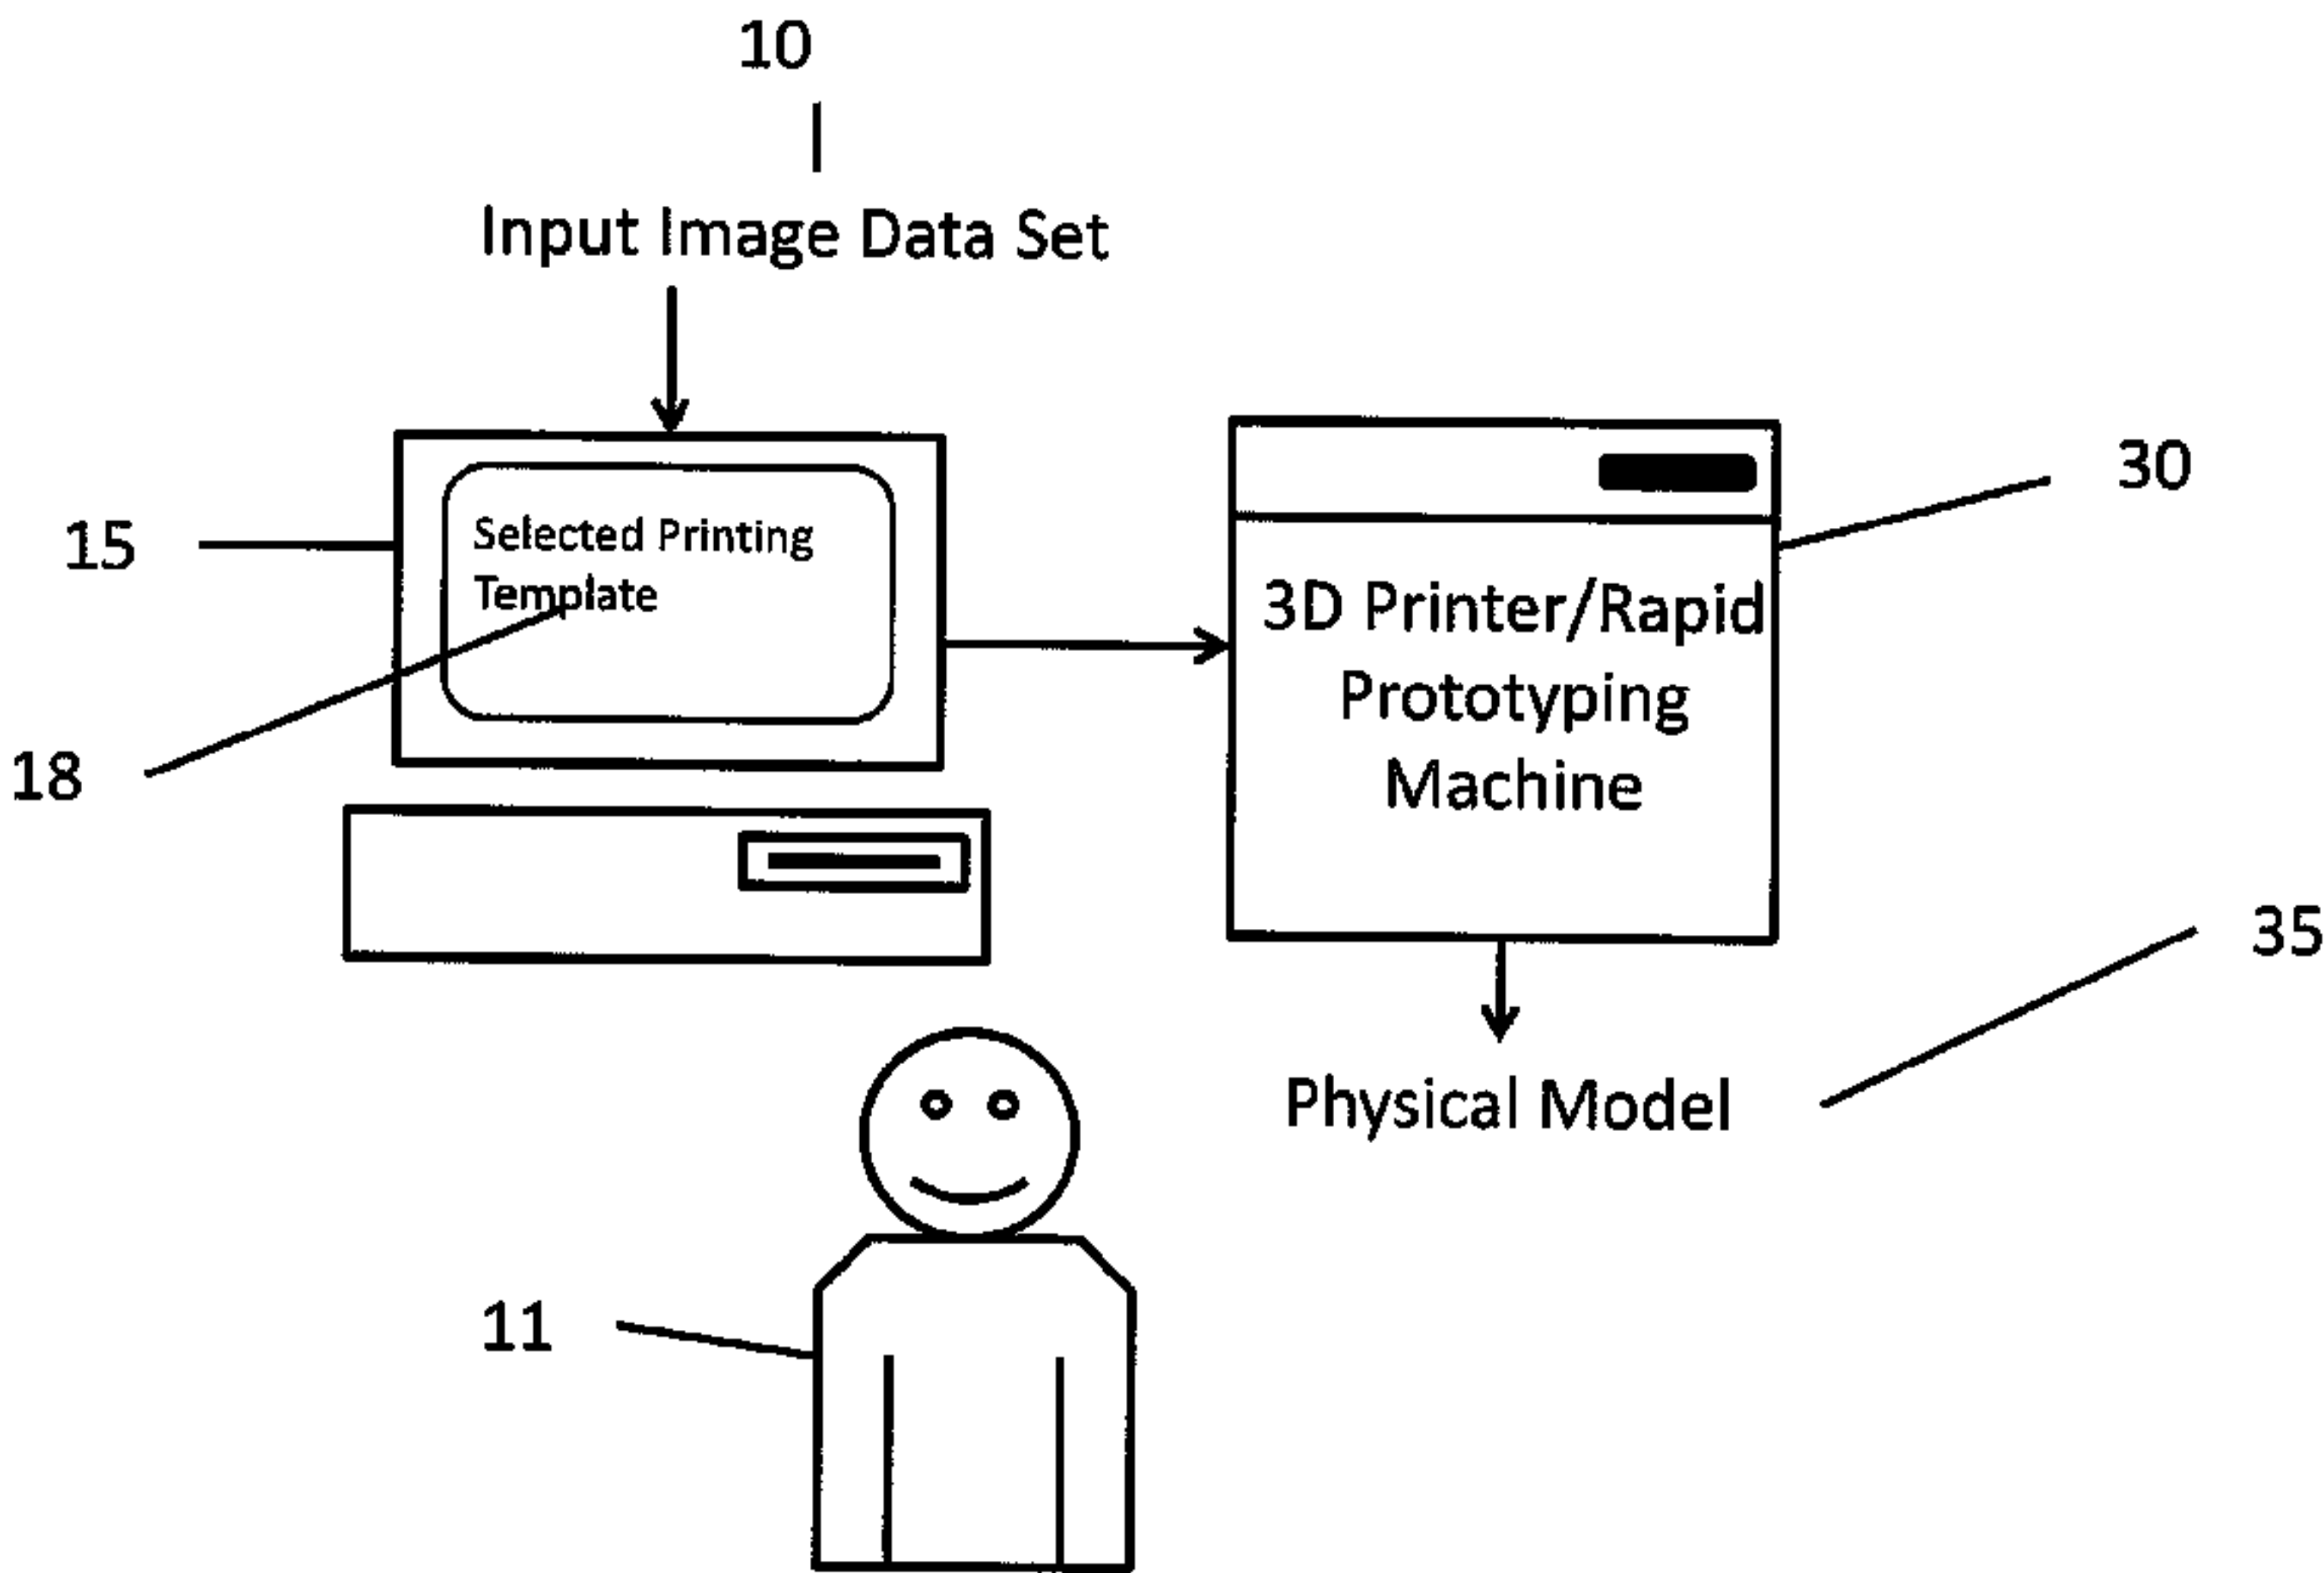 10
Input Image Data Set
15
Selected Printing
Template
18
30
3D Printer/Rapid
Prototyping
Machine
35
Physical Model
11